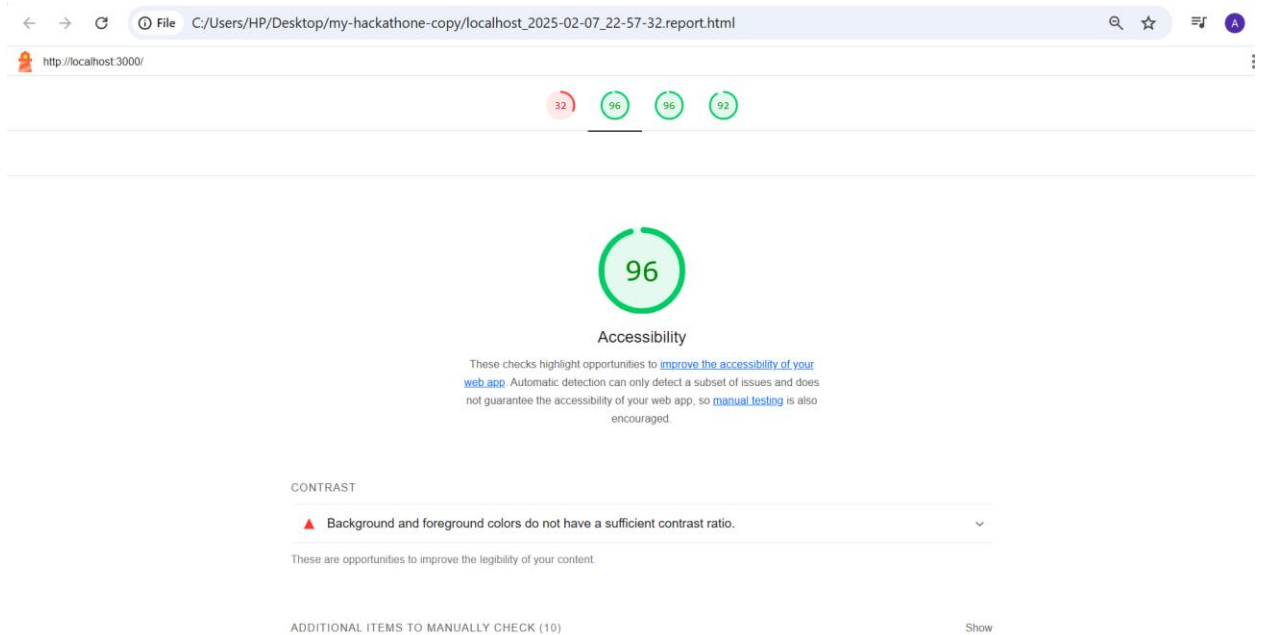 File C:/Users/HP/Desktop/my-hackathone-copy/localhost_2025-02-07_22-57-32.report.html
A
http://localhost:3000/
32 96 96 92
96
Accessibility
These checks highlight opportunities to improve the accessibility of your
web app. Automatic detection can only detect a subset of issues and does
not guarantee the accessibility of your web app, so manual testing is also
encouraged.
CONTRAST
Background and foreground colors do not have a sufficient contrast ratio.
These are opportunities to improve the legibility of your content.
ADDITIONAL ITEMS TO MANUALLY CHECK (10) Show